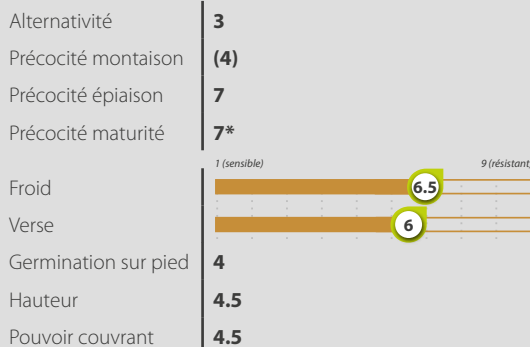 Alternativité 3
Précocité montaison (4)
Précocité épiaison 7
Précocité maturité 7*
1 (sensible) 9 (résistant)
Froid 6.5
Verse 6
Germination sur pied 4
Hauteur 4.5
Pouvoir couvrant 4.5